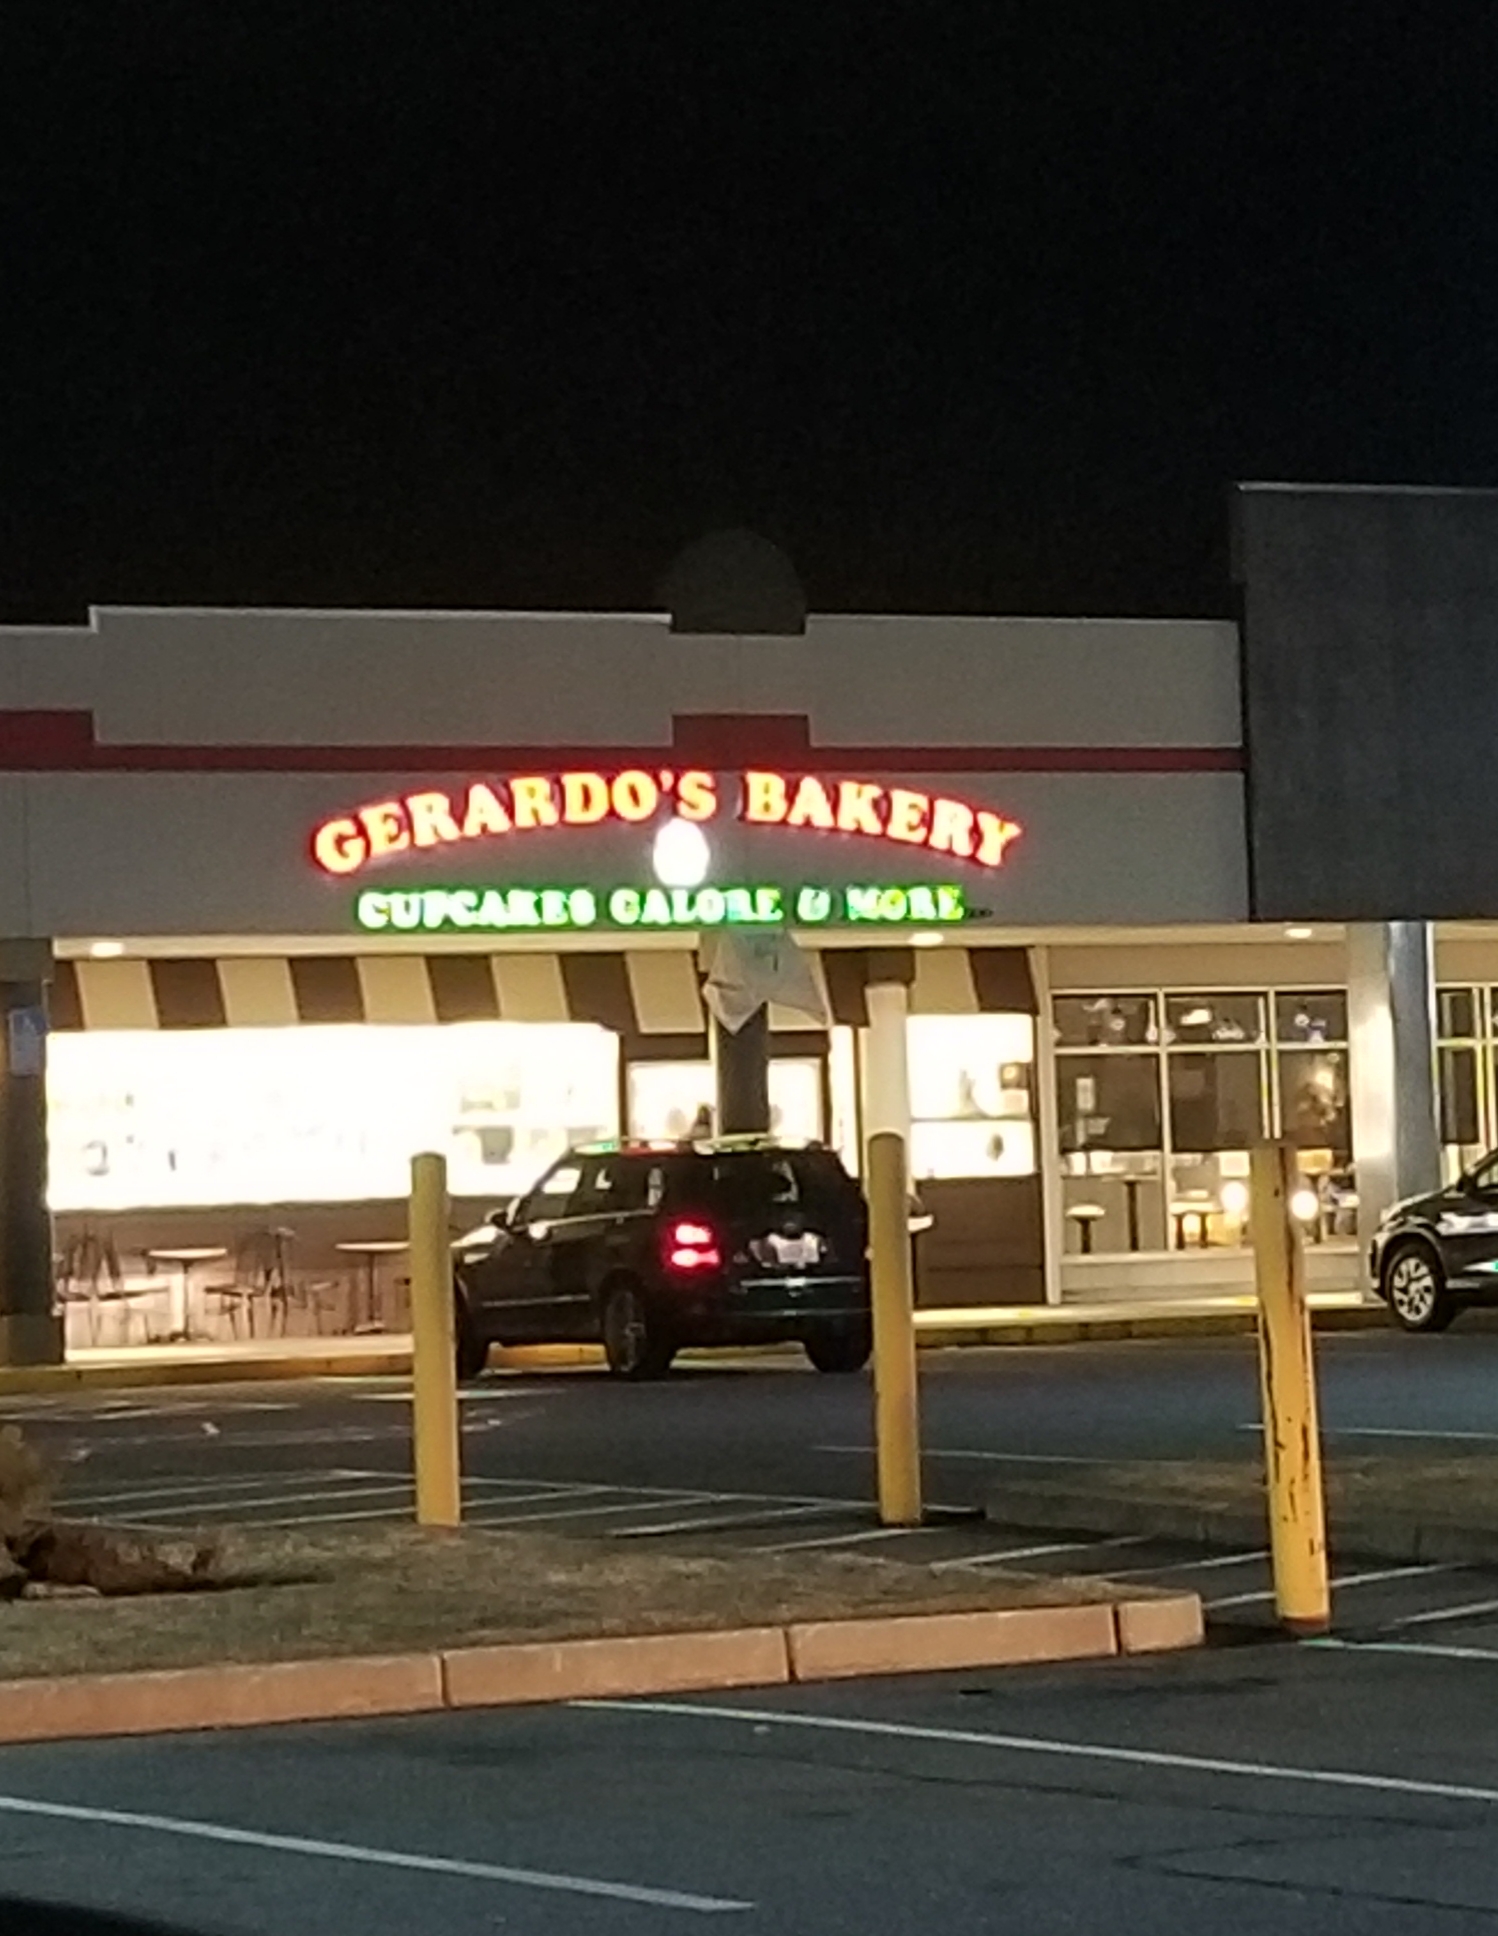 GERARDO'S BAKERY
CUPCAKES GALORE & MORE...